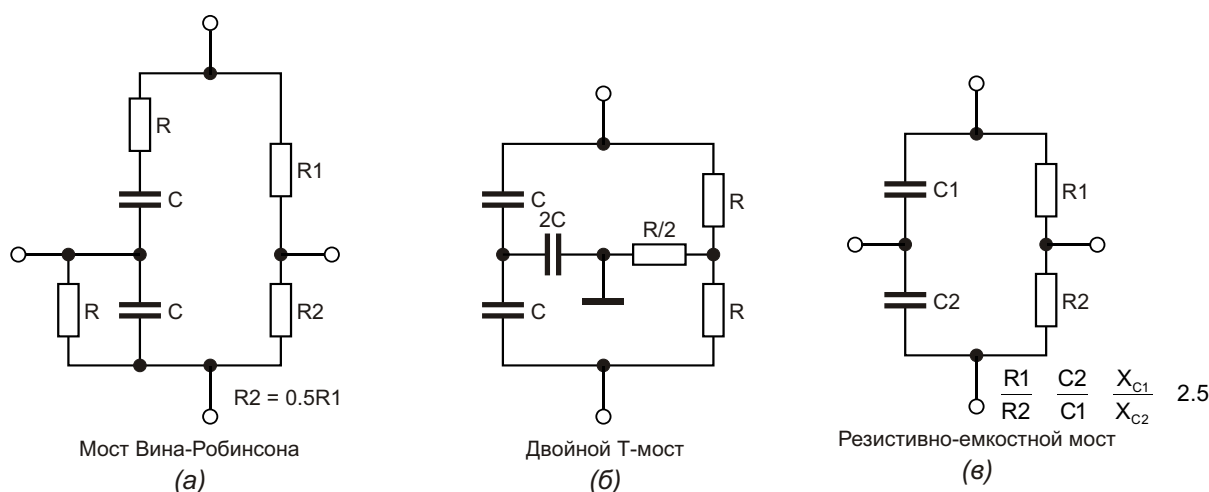 R
R1
C
R
C
R2
R2 = 0.5R1
Мост Вина-Робинсона
(а)
C
R
2C
R/2
C
R
Двойной Т-мост
(б)
C1
R1
C2
R2
R1 C2 XC1 2.5
R2 C1 XC2
Резистивно-емкостной мост
(в)